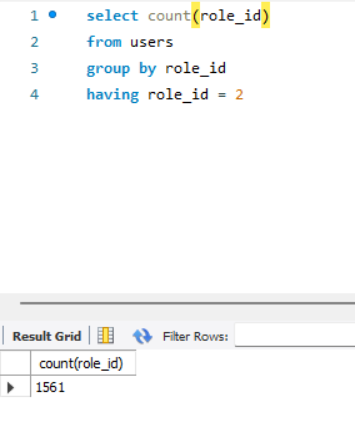 1 select count(role_id)
2 from users
3 group by role_id
4 having role_id = 2
Result Grid Filter Rows:
count(role_id)
1561